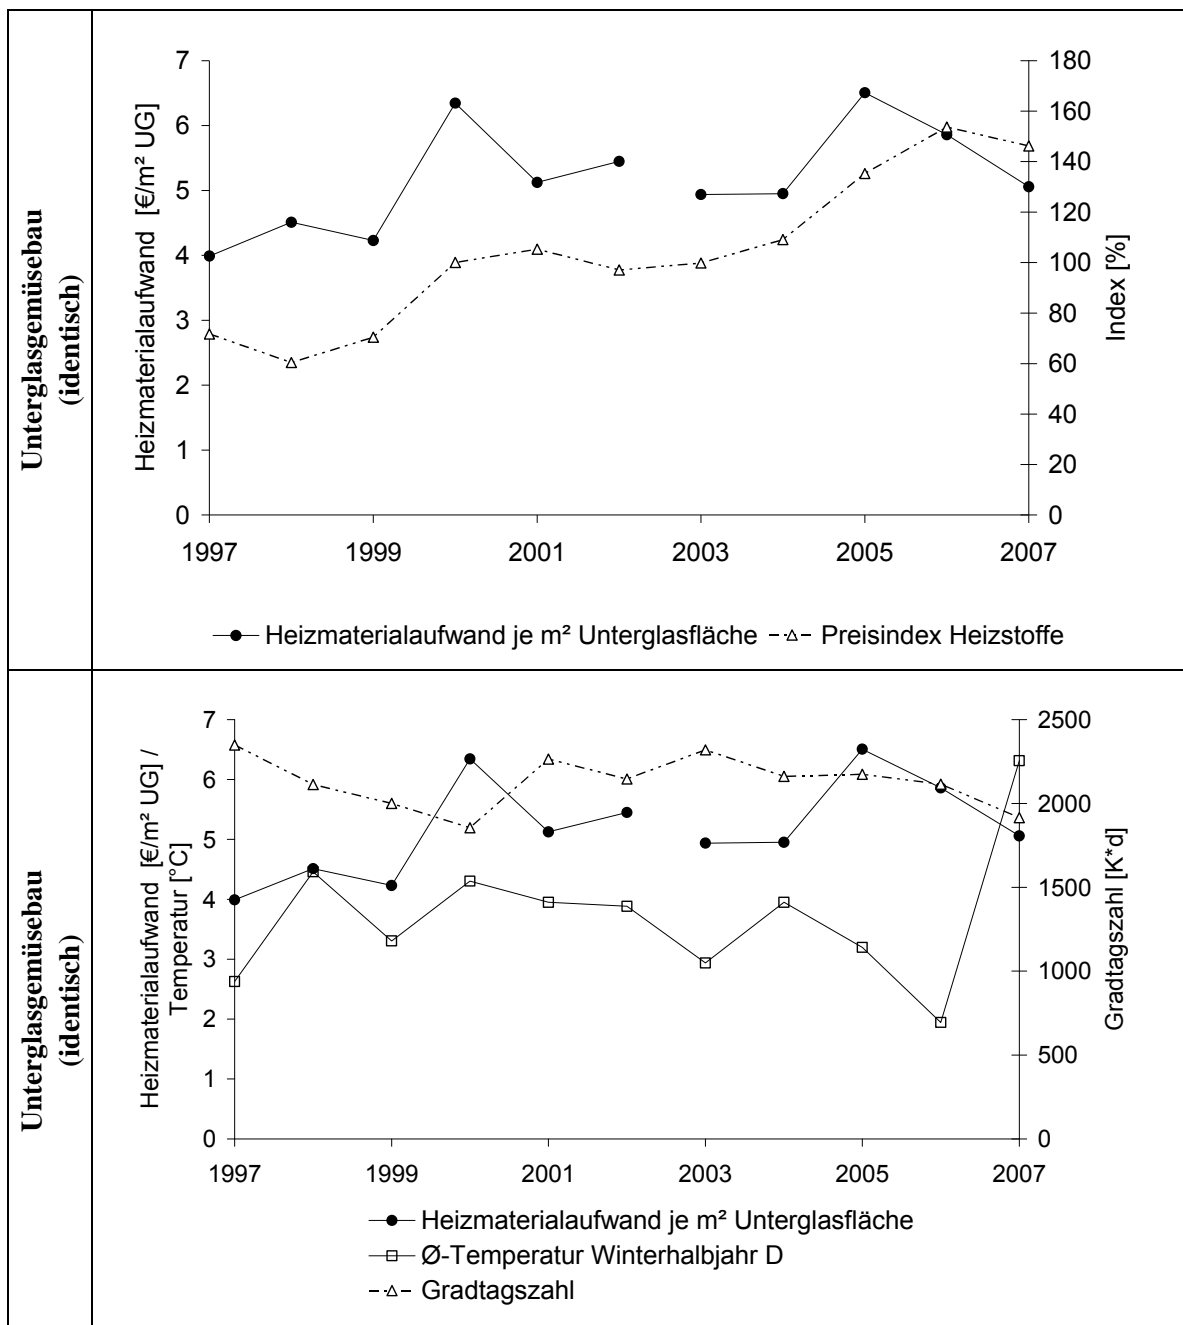 Unterglasgemüsebau
(identisch)
Heizmaterialaufwand [€/m² UG]
7
6
5
4
3
2
1
0
180
160
140
120
100
80
60
40
20
0
Index [%]
1997 1999 2001 2003 2005 2007
Heizmaterialaufwand je m² Unterglasfläche Preisindex Heizstoffe
Unterglasgemüsebau
(identisch)
Heizmaterialaufwand [€/m² UG] /
Temperatur [°C]
7
6
5
4
3
2
1
0
2500
2000
1500
1000
500
0
Gradtagszahl [K*d]
1997 1999 2001 2003 2005 2007
Heizmaterialaufwand je m² Unterglasfläche
Ø-Temperatur Winterhalbjahr D
Gradtagszahl